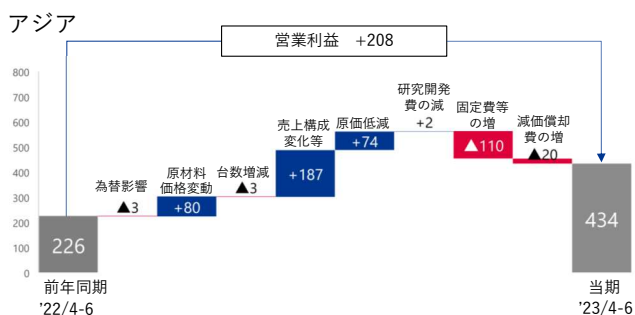 アジア
営業利益　+208
800
700
600
500
400
300
200
100
0
226
為替影響
▲3
原材料
価格変動
+80
台数増減
▲3
売上構成
変化等
+187
原価低減
+74
研究開発
費の減
+2
固定費等
の増
▲110
減価償却
費の増
▲20
434
前年同期
'22/4-6
当期
'23/4-6